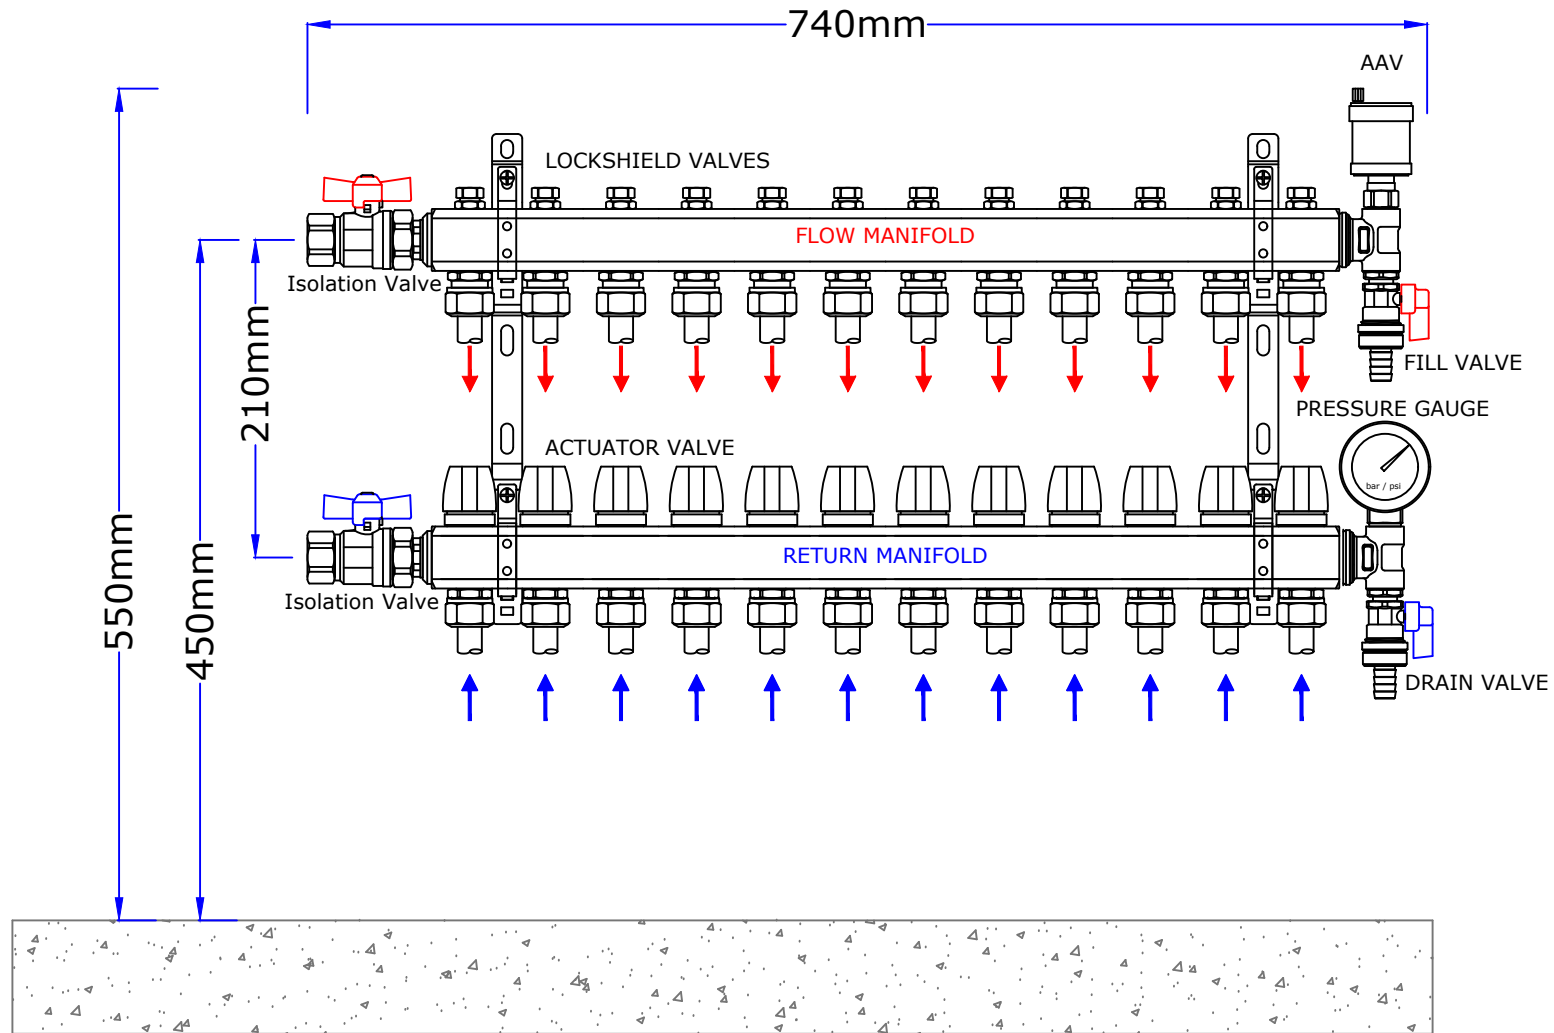 740mm
AAV
LOCKSHIELD VALVES
FLOW MANIFOLD
Isolation Valve
FILL VALVE
210mm
PRESSURE GAUGE
ACTUATOR VALVE
bar / psi
550mm
450mm
RETURN MANIFOLD
Isolation Valve
DRAIN VALVE